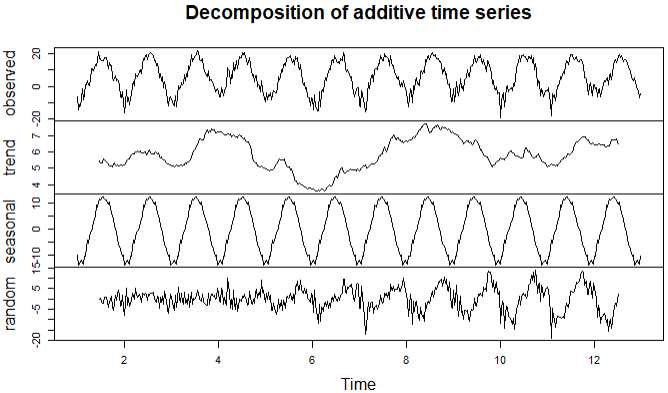 Decomposition of additive time series
observed
-20 0 20
trend
4 5 6 7
seasonal
-15 -10 0 10
random
-20 -5 5 15
2 4 6 8 10 12
Time